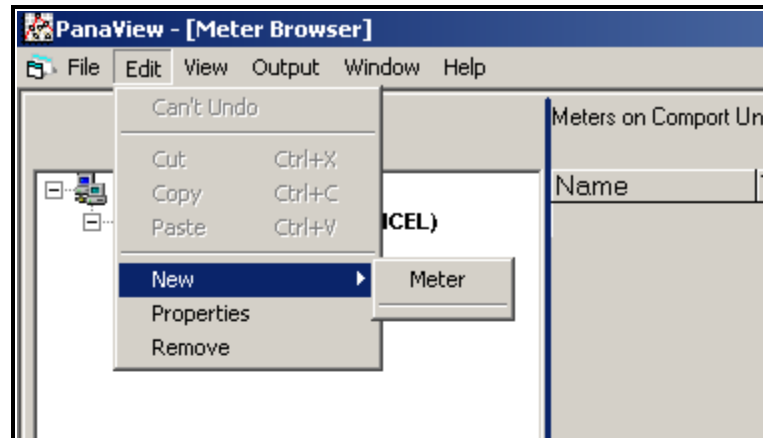 PanaView - [Meter Browser]
File Edit View Output Window Help
Can't Undo
Meters on Comport Un
Cut Ctrl+X
Name
Copy Ctrl+C
Paste Ctrl+V
ICEL)
New
Meter
Properties
Remove